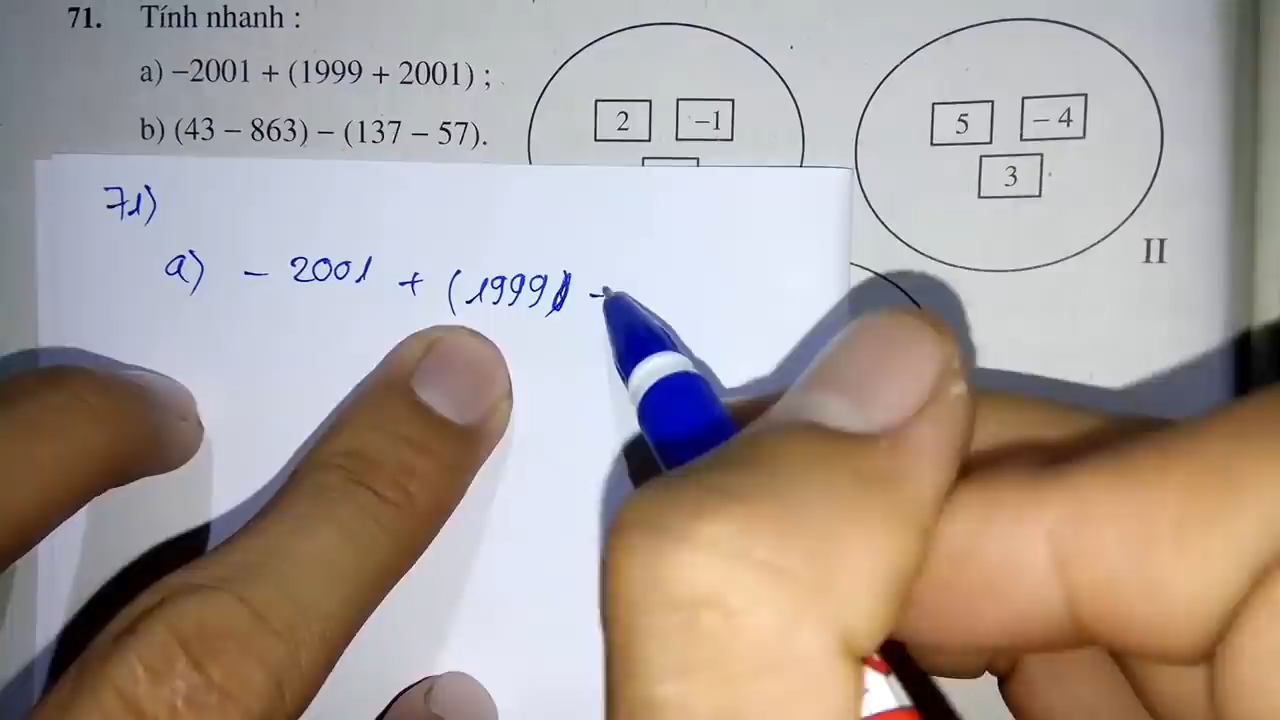 71. Tính nhanh :
a) –2001 + (1999 + 2001) ;
b) (43 – 863) – (137 – 57).
2 –1
5 – 4
3
II
71)
a) – 2001 + (1999